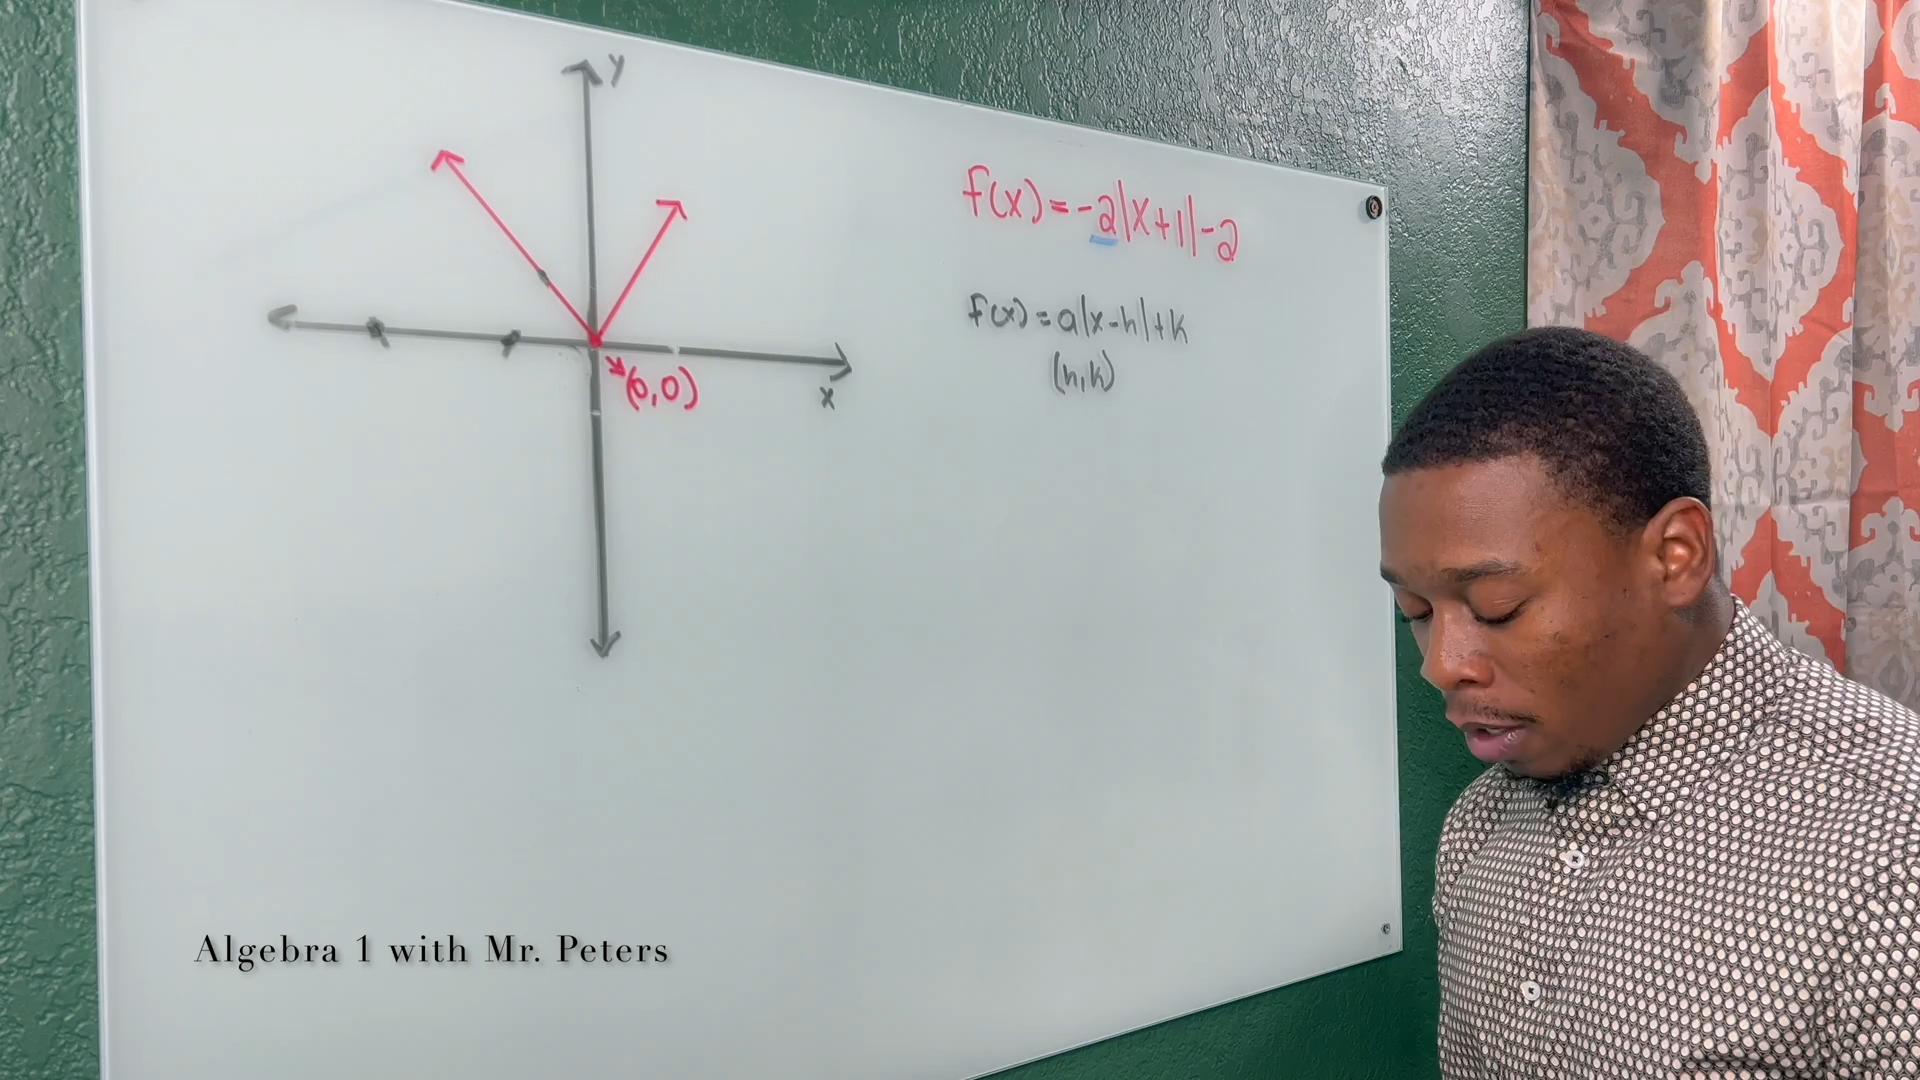 y
f(x) = -2|x+1|-2
f(x) = a|x-h|+k
(h,k)
(0,0)
x
Algebra 1 with Mr. Peters